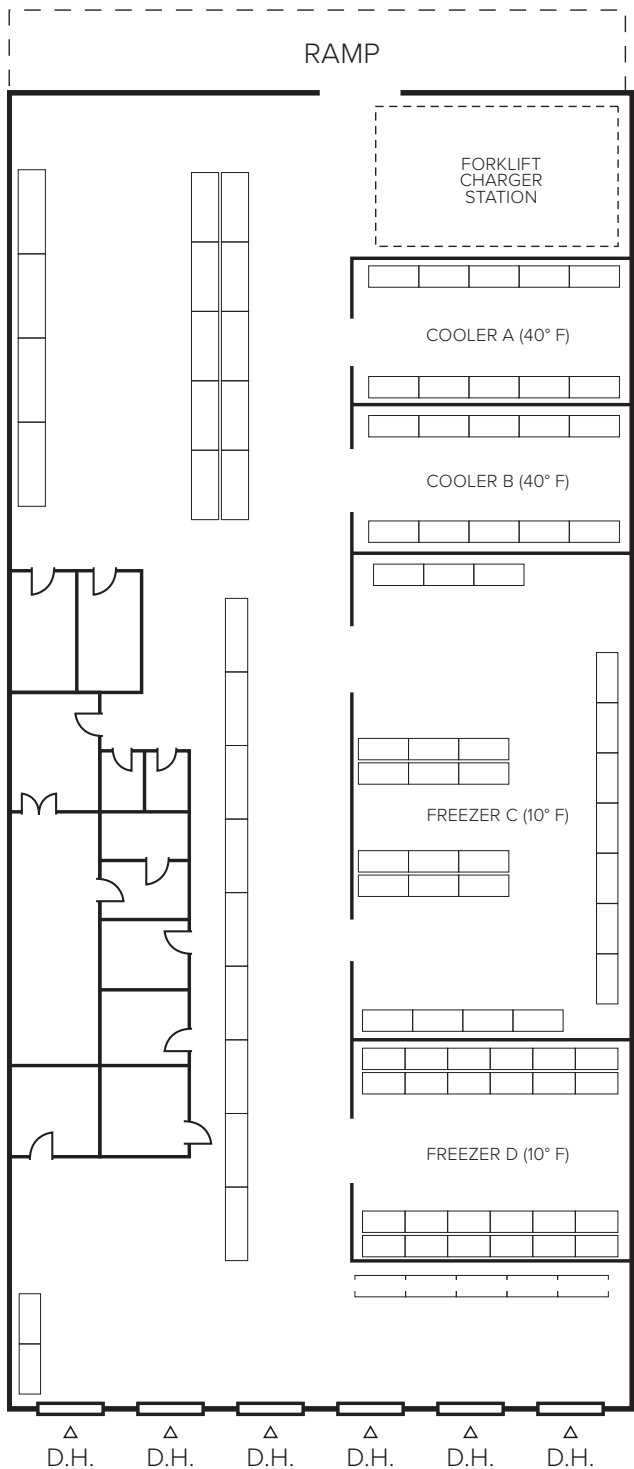 RAMP
FORKLIFT
CHARGER
STATION
COOLER A (40° F)
COOLER B (40° F)
FREEZER C (10° F)
FREEZER D (10° F)
D.H. D.H. D.H. D.H. D.H. D.H.